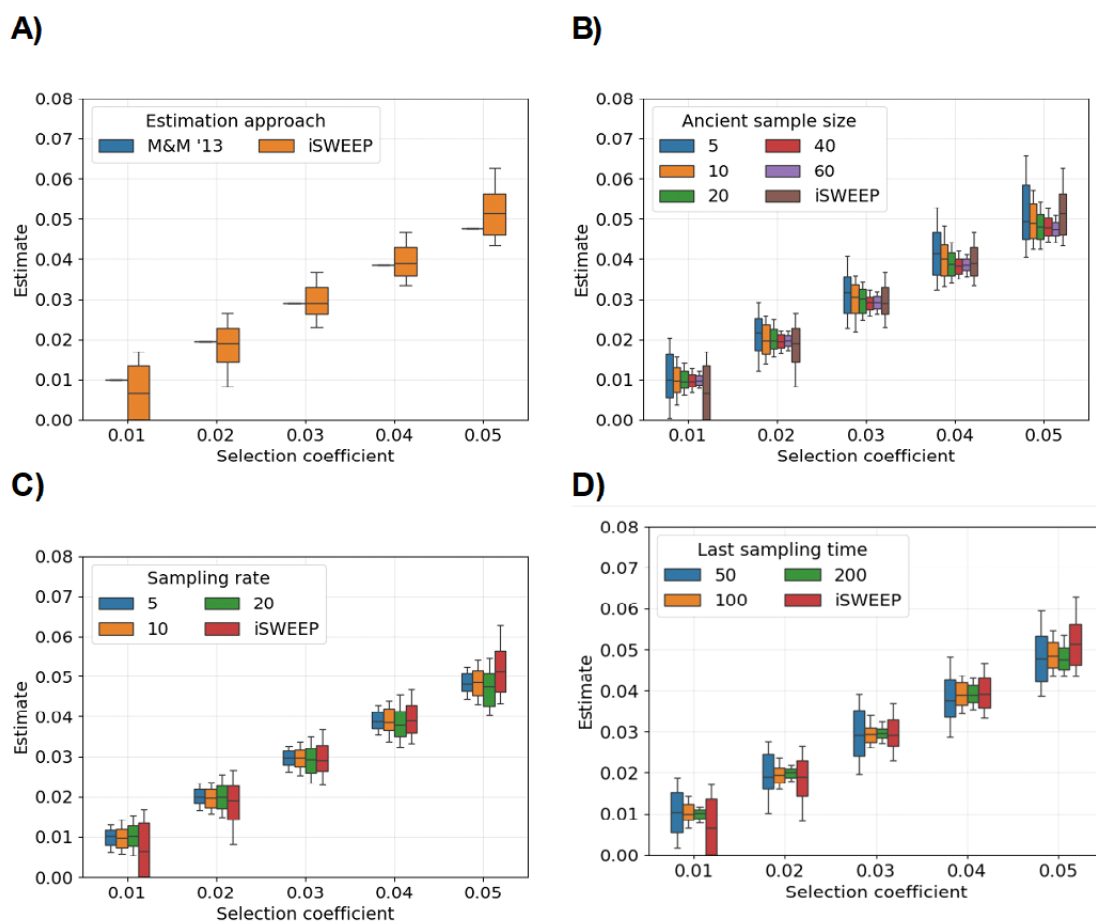 A)
0.08
0.07
0.06
0.05
0.04
0.03
0.02
0.01
0.00
Estimate
Estimation approach
M&M '13 iSWEEP
0.01 0.02 0.03 0.04 0.05
Selection coefficient
B)
0.08
0.07
0.06
0.05
0.04
0.03
0.02
0.01
0.00
Estimate
Ancient sample size
5 40
10 60
20 iSWEEP
0.01 0.02 0.03 0.04 0.05
Selection coefficient
C)
0.08
0.07
0.06
0.05
0.04
0.03
0.02
0.01
0.00
Estimate
Sampling rate
5 20
10 iSWEEP
0.01 0.02 0.03 0.04 0.05
Selection coefficient
D)
0.08
0.07
0.06
0.05
0.04
0.03
0.02
0.01
0.00
Estimate
Last sampling time
50 200
100 iSWEEP
0.01 0.02 0.03 0.04 0.05
Selection coefficient